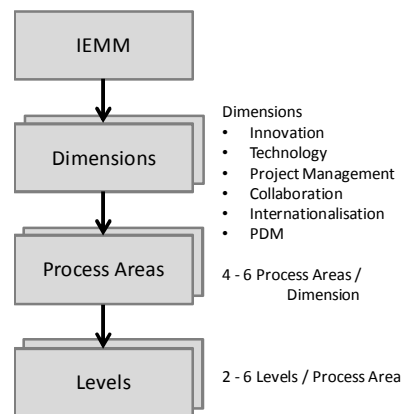 IEMM
Dimensions
Dimensions
• Innovation
• Technology
• Project Management
• Collaboration
• Internationalisation
• PDM
Process Areas
4 - 6 Process Areas /
Dimension
Levels
2 - 6 Levels / Process Area